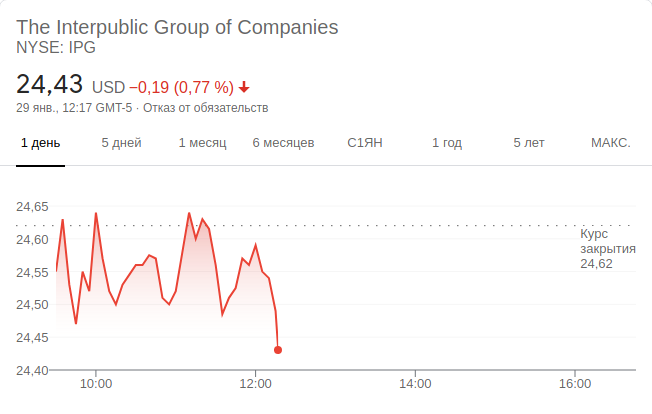 The Interpublic Group of Companies
NYSE: IPG
24,43 USD −0,19 (0,77 %)
29 янв., 12:17 GMT-5 · Отказ от обязательств
1 день 5 дней 1 месяц 6 месяцев С1ЯН 1 год 5 лет МАКС.
24,65
24,60
24,55
24,50
24,45
24,40
Курс
закрытия
24,62
10:00 12:00 14:00 16:00